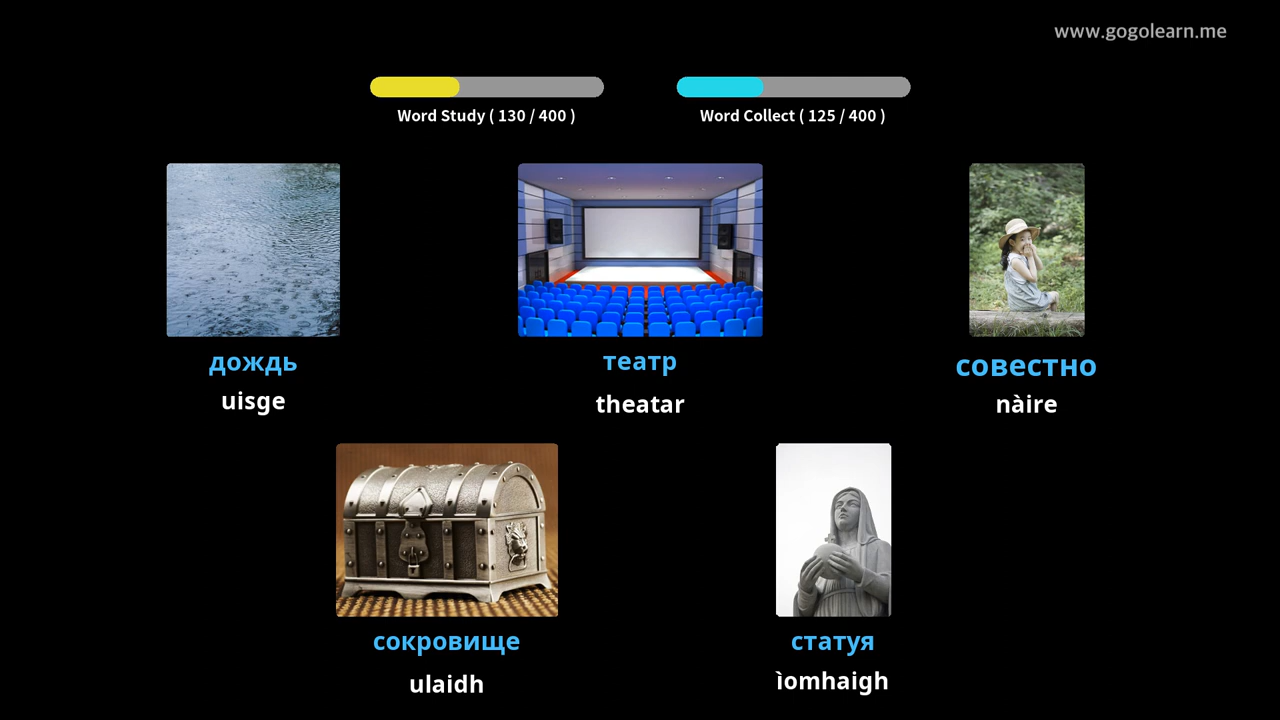 www.gogolearn.me
Word Study ( 130 / 400 )
Word Collect ( 125 / 400 )
дождь
театр
совестно
uisge
theatar
nàire
сокровище
статуя
ulaidh
ìomhaigh